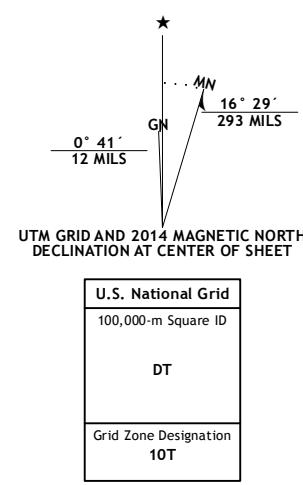 ★
MN
GN
16° 29´
293 MILS
0° 41´
12 MILS
UTM GRID AND 2014 MAGNETIC NORTH
DECLINATION AT CENTER OF SHEET
U.S. National Grid
100,000-m Square ID
DT
Grid Zone Designation
10T